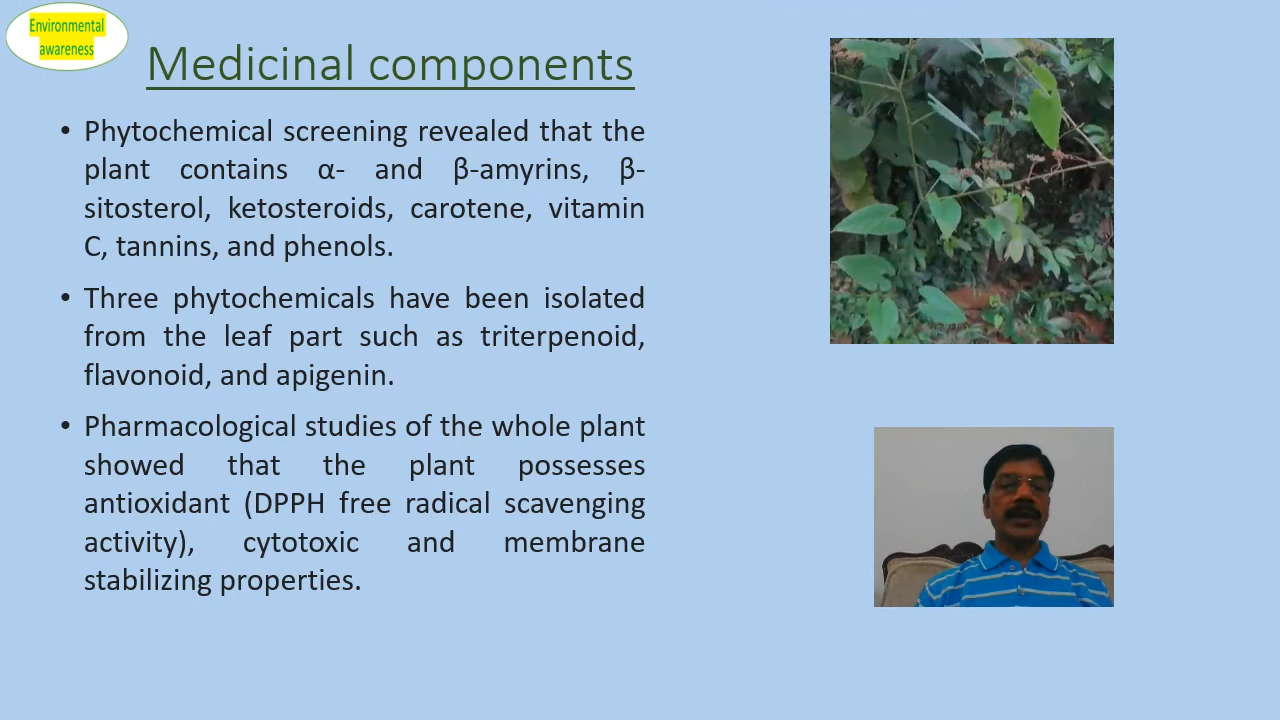 Environmental
awareness
Medicinal components
• Phytochemical screening revealed that the
plant contains α- and β-amyrins, β-
sitosterol, ketosteroids, carotene, vitamin
C, tannins, and phenols.
• Three phytochemicals have been isolated
from the leaf part such as triterpenoid,
flavonoid, and apigenin.
• Pharmacological studies of the whole plant
showed that the plant possesses
antioxidant (DPPH free radical scavenging
activity), cytotoxic and membrane
stabilizing properties.